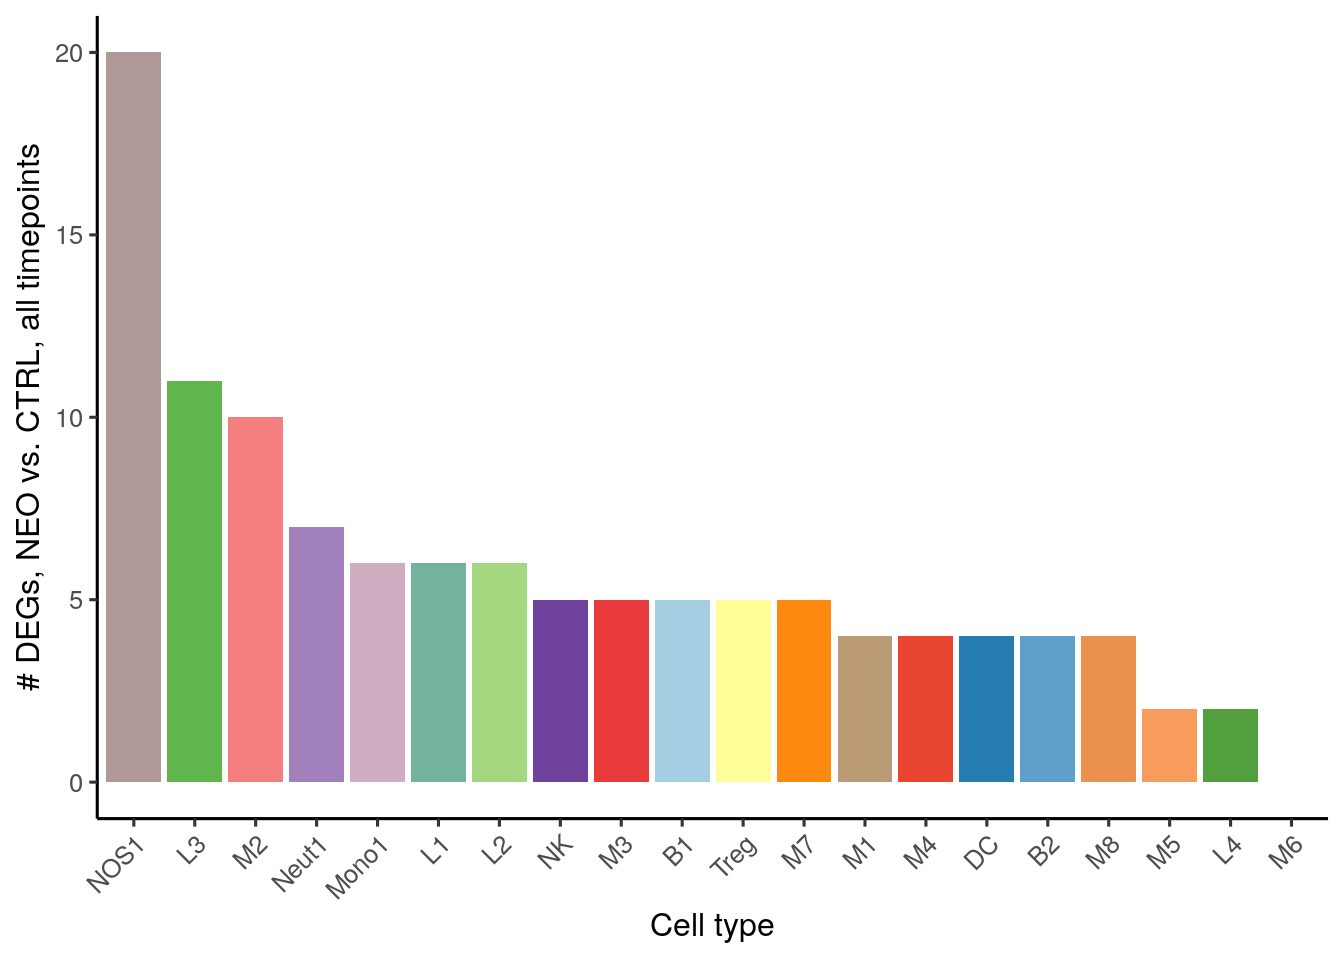 # DEGs, NEO vs. CTRL, all timepoints
20
15
10
5
0
NOS1
L3
M2
Neut1
Mono1
L1
L2
NK
M3
B1
Treg
M7
M1
M4
DC
B2
M8
M5
L4
M6
Cell type